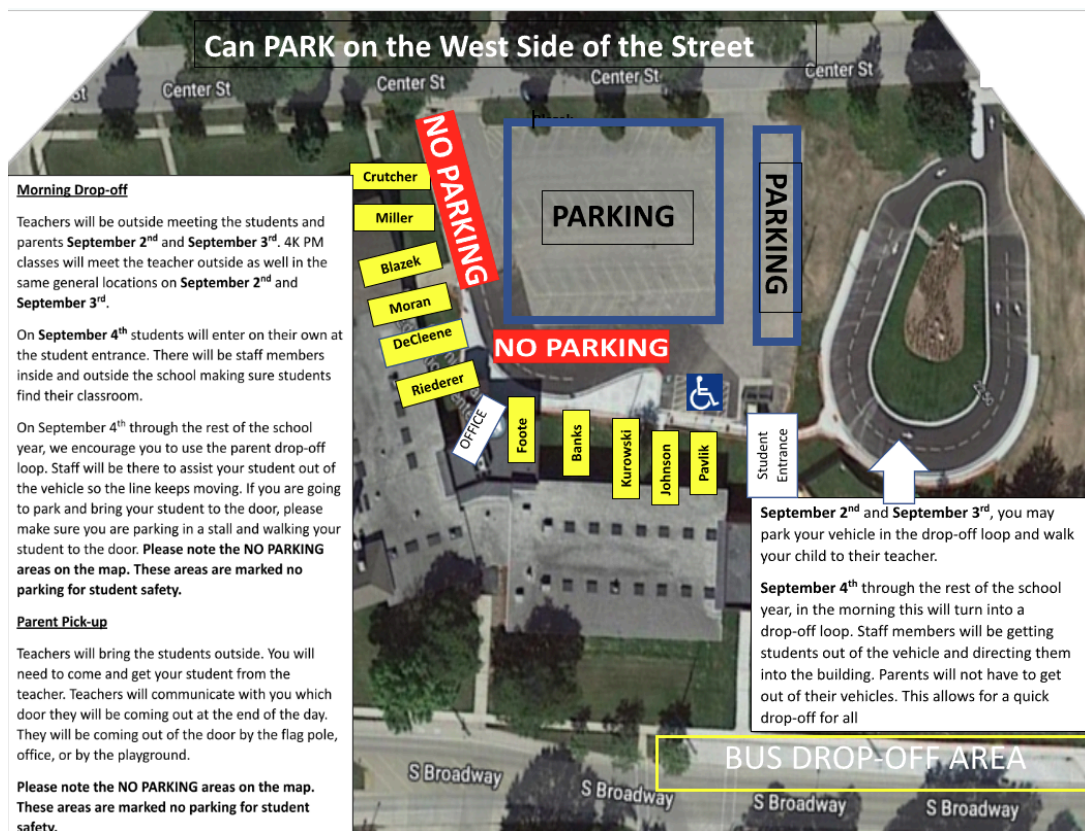 Can PARK on the West Side of the Street
St
Center St
Center St
Center St
Center St
NO PARKING
PARKING
PARKING
NO PARKING
Crutcher
Miller
Blazek
Moran
DeCleene
Riederer
OFFICE
Foote
Banks
Kurowski
Johnson
Pavlik
Student
Entrance
Morning Drop-off
Teachers will be outside meeting the students and
parents September 2nd and September 3rd. 4K PM
classes will meet the teacher outside as well in the
same general locations on September 2nd and
September 3rd.
On September 4th students will enter on their own at
the student entrance. There will be staff members
inside and outside the school making sure students
find their classroom.
On September 4th through the rest of the school
year, we encourage you to use the parent drop-off
loop. Staff will be there to assist your student out of
the vehicle so the line keeps moving. If you are going
to park and bring your student to the door, please
make sure you are parking in a stall and walking your
student to the door. Please note the NO PARKING
areas on the map. These areas are marked no
parking for student safety.
Parent Pick-up
Teachers will bring the students outside. You will
need to come and get your student from the
teacher. Teachers will communicate with you which
door they will be coming out at the end of the day.
They will be coming out of the door by the flag pole,
office, or by the playground.
Please note the NO PARKING areas on the map.
These areas are marked no parking for student
safety.
September 2nd and September 3rd, you may
park your vehicle in the drop-off loop and walk
your child to their teacher.
September 4th through the rest of the school
year, in the morning this will turn into a
drop-off loop. Staff members will be getting
students out of the vehicle and directing them
into the building. Parents will not have to get
out of their vehicles. This allows for a quick
drop-off for all
BUS DROP-OFF AREA
S Broadway
S Broadway
S Broadway
S Broadway